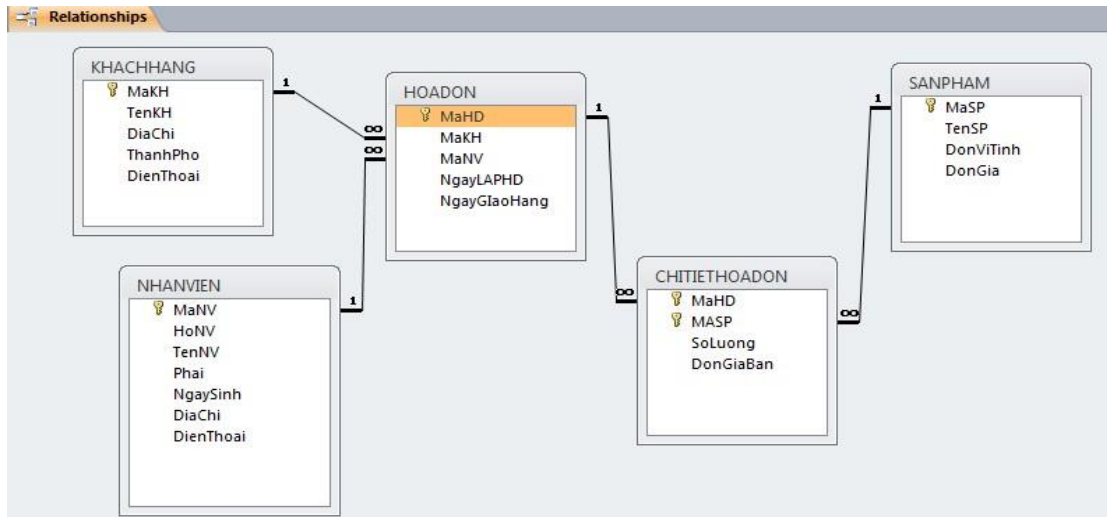 Relationships
KHACHHANG
MaKH
TenKH
DiaChi
ThanhPho
DienThoai
1
∞
∞
HOADON
MaHD
MaKH
MaNV
NgayLAPHD
NgayGIaoHang
1
NHANVIEN
MaNV
HoNV
TenNV
Phai
NgaySinh
DiaChi
DienThoai
1
∞
CHITIETHOADON
MaHD
MASP
SoLuong
DonGiaBan
∞
1
SANPHAM
MaSP
TenSP
DonViTinh
DonGia